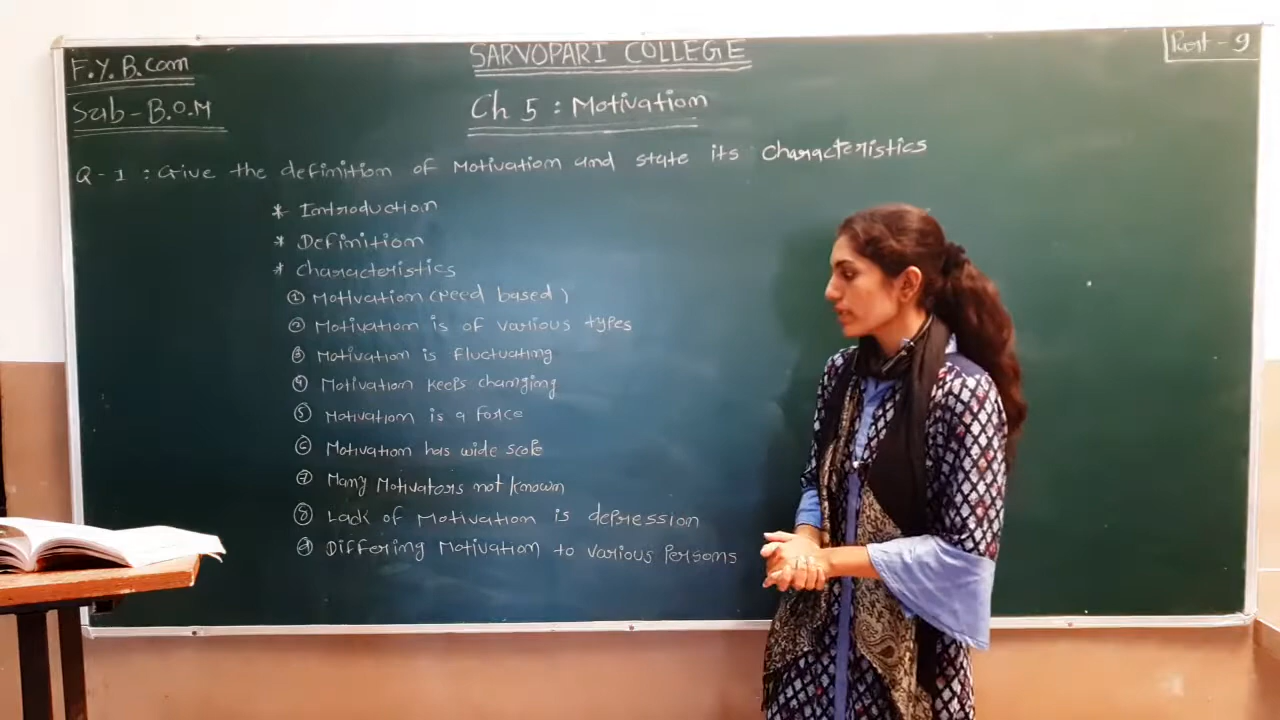 F.Y.B.Com
SARVOPARI COLLEGE
Part - 9
Sub - B.O.M
Ch 5 : Motivation
Q - 1 : Give the definition of Motivation and state its characteristics
* Introduction
* Definition
* Characteristics
① Motivation (Need based)
② Motivation is of various types
③ Motivation is fluctuating
④ Motivation keeps changing
⑤ Motivation is a force
⑥ Motivation has wide scope
⑦ Many Motivators not known
⑧ Lack of Motivation is depression
⑨ Differing Motivation to various Persons